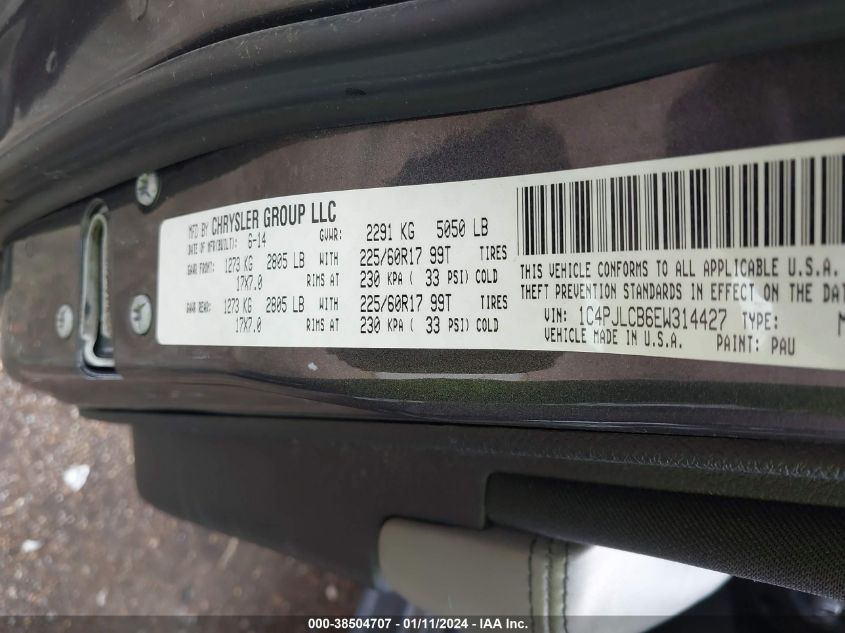 MFD BY CHRYSLER GROUP LLC
DATE OF MFR(BUILT): 6-14 GVWR: 2291 KG 5050 LB
GAWR FRONT: 1273 KG 2805 LB WITH 225/60R17 99T TIRES
17X7.0 RIMS AT 230 KPA ( 33 PSI) COLD
GAWR REAR: 1273 KG 2805 LB WITH 225/60R17 99T TIRES
17X7.0 RIMS AT 230 KPA ( 33 PSI) COLD
THIS VEHICLE CONFORMS TO ALL APPLICABLE U.S.A.
THEFT PREVENTION STANDARDS IN EFFECT ON THE DAT
VIN: 1C4PJLCB6EW314427 TYPE: M
VEHICLE MADE IN U.S.A. PAINT: PAU
000-38504707 - 01/11/2024 - IAA Inc.